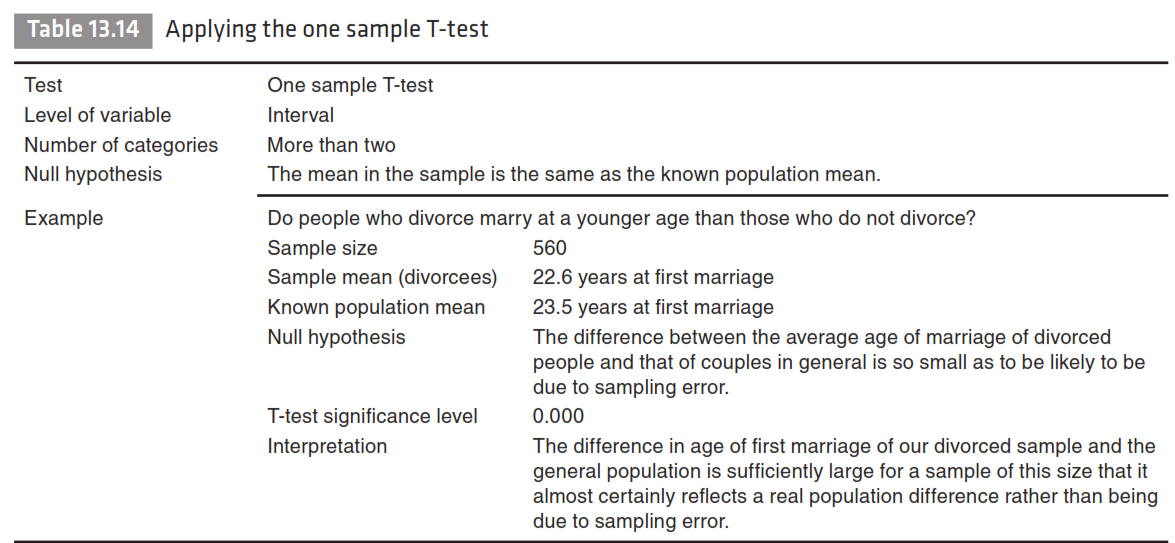 Table 13.14 Applying the one sample T-test
Test One sample T-test
Level of variable Interval
Number of categories More than two
Null hypothesis The mean in the sample is the same as the known population mean.
Example Do people who divorce marry at a younger age than those who do not divorce?
Sample size 560
Sample mean (divorcees) 22.6 years at first marriage
Known population mean 23.5 years at first marriage
Null hypothesis The difference between the average age of marriage of divorced
people and that of couples in general is so small as to be likely to be
due to sampling error.
T-test significance level 0.000
Interpretation The difference in age of first marriage of our divorced sample and the
general population is sufficiently large for a sample of this size that it
almost certainly reflects a real population difference rather than being
due to sampling error.